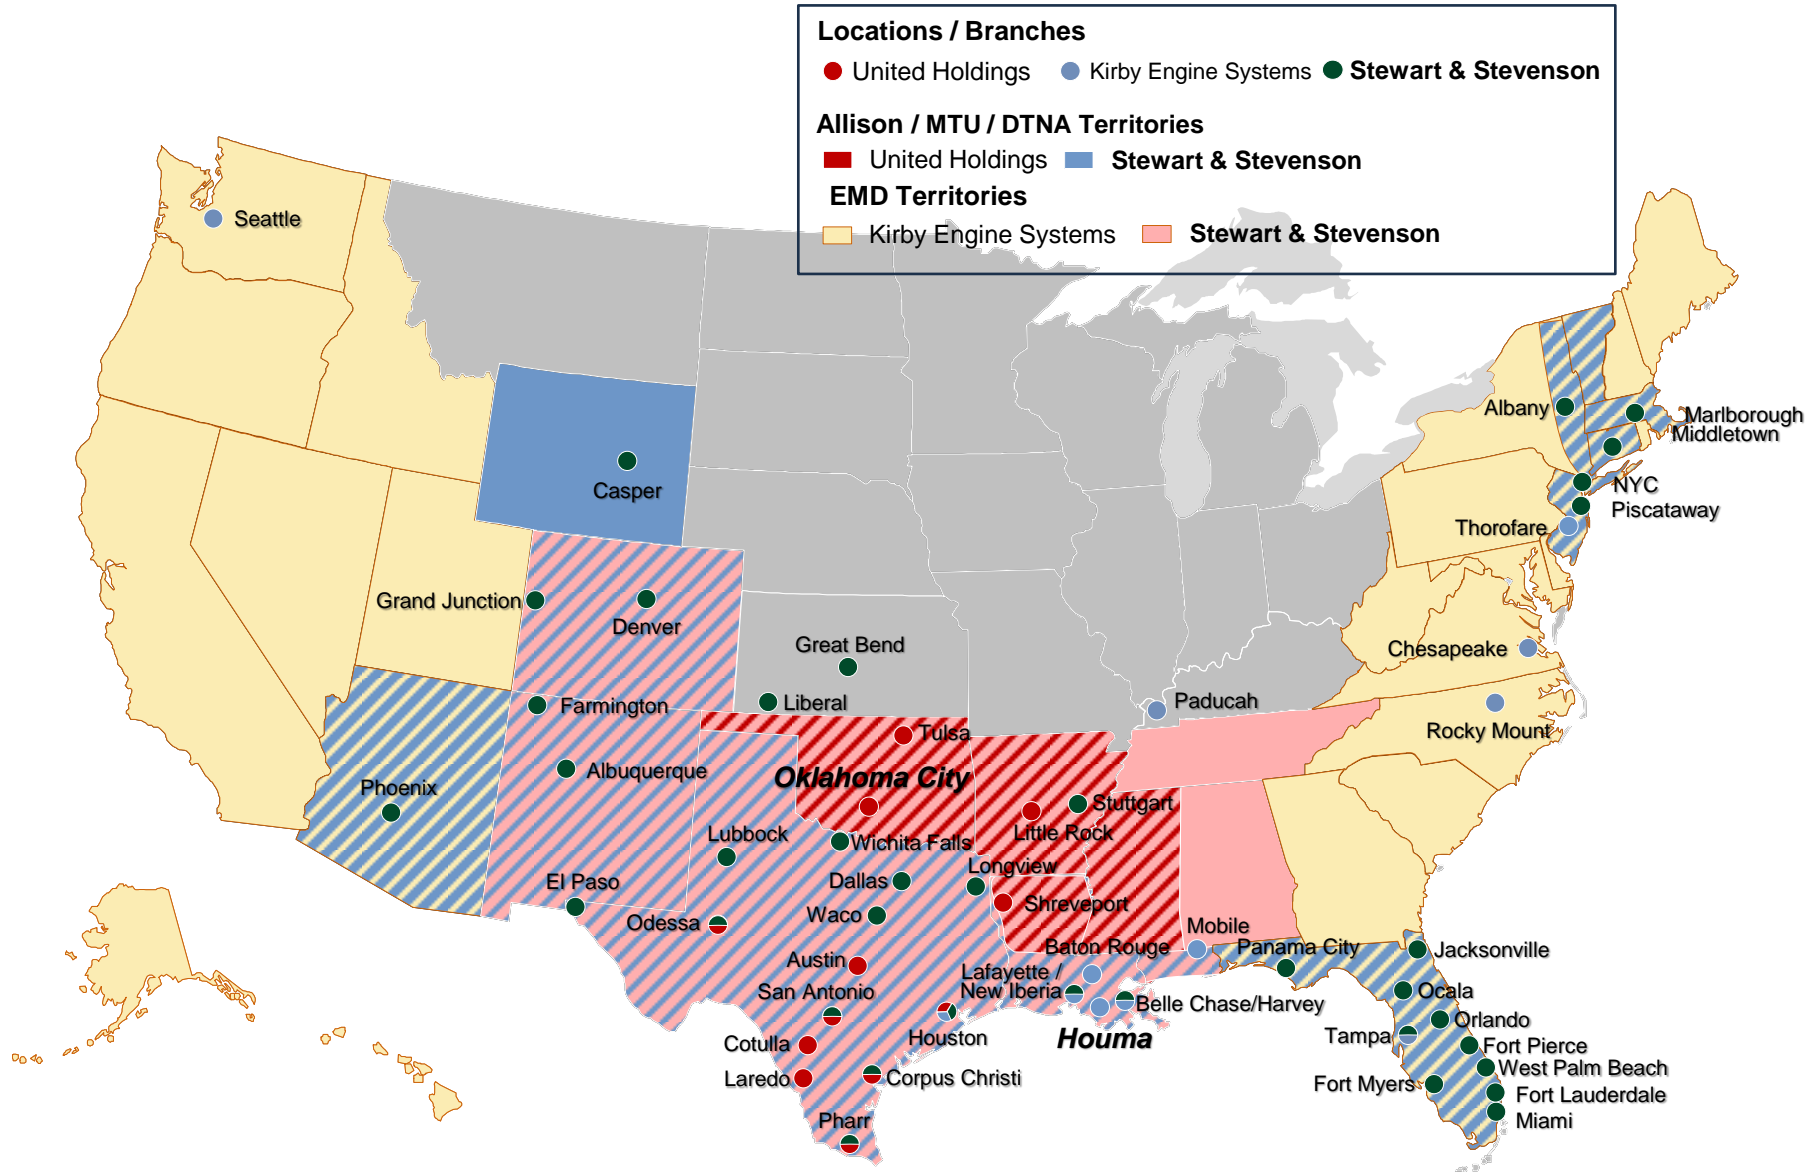 Locations / Branches
United Holdings Kirby Engine Systems Stewart & Stevenson
Allison / MTU / DTNA Territories
United Holdings Stewart & Stevenson
EMD Territories
Kirby Engine Systems Stewart & Stevenson
Seattle
Albany
Marlborough
Middletown
Casper
NYC
Piscataway
Thorofare
Grand Junction
Denver
Great Bend
Chesapeake
Liberal
Paducah
Farmington
Rocky Mount
Tulsa
Albuquerque
Oklahoma City
Phoenix
Stuttgart
Little Rock
Lubbock
Wichita Falls
Longview
El Paso
Dallas
Shreveport
Waco
Odessa
Mobile
Baton Rouge
Panama City
Jacksonville
Austin
Lafayette /
New Iberia
San Antonio
Ocala
Belle Chase/Harvey
Orlando
Houston
Houma
Tampa
Cotulla
Fort Pierce
West Palm Beach
Laredo
Corpus Christi
Fort Myers
Fort Lauderdale
Pharr
Miami